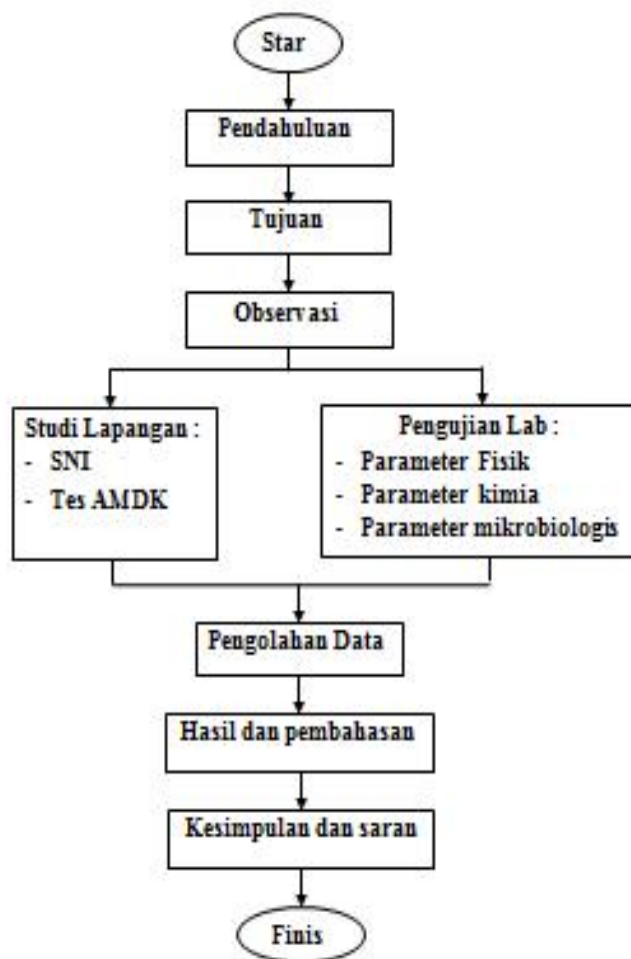 Star
Pendahuluan
Tujuan
Observasi
Studi Lapangan :
- SNI
- Tes AMDK
Pengujian Lab :
- Parameter Fisik
- Parameter kimia
- Parameter mikrobiologis
Pengolahan Data
Hasil dan pembahasan
Kesimpulan dan saran
Finis